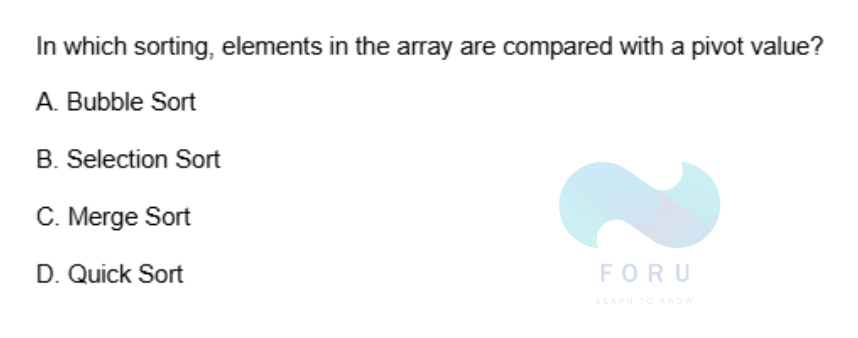 In which sorting, elements in the array are compared with a pivot value?
A. Bubble Sort
B. Selection Sort
C. Merge Sort
D. Quick Sort
FORU
LEARN TO KNOW